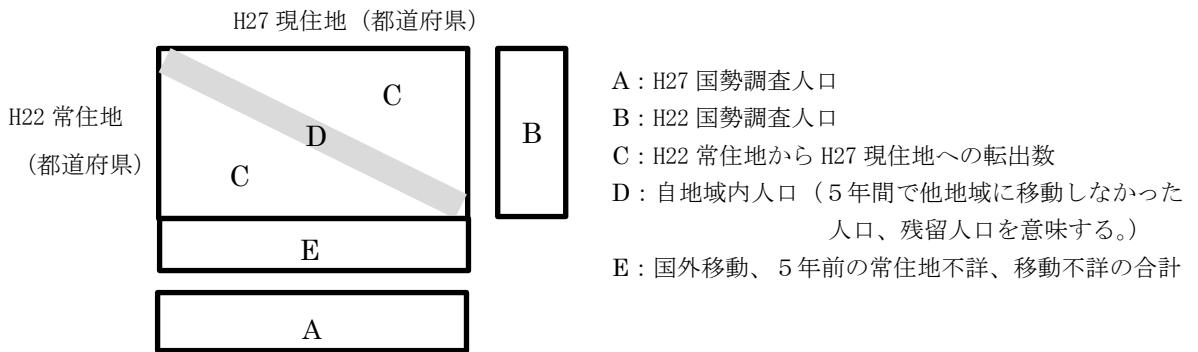 H27 現住地（都道府県）
H22 常住地
（都道府県）
C
D
C
B
E
A
A：H27 国勢調査人口
B：H22 国勢調査人口
C：H22 常住地から H27 現住地への転出数
D：自地域内人口（５年間で他地域に移動しなかった
人口、残留人口を意味する。）
E：国外移動、５年前の常住地不詳、移動不詳の合計